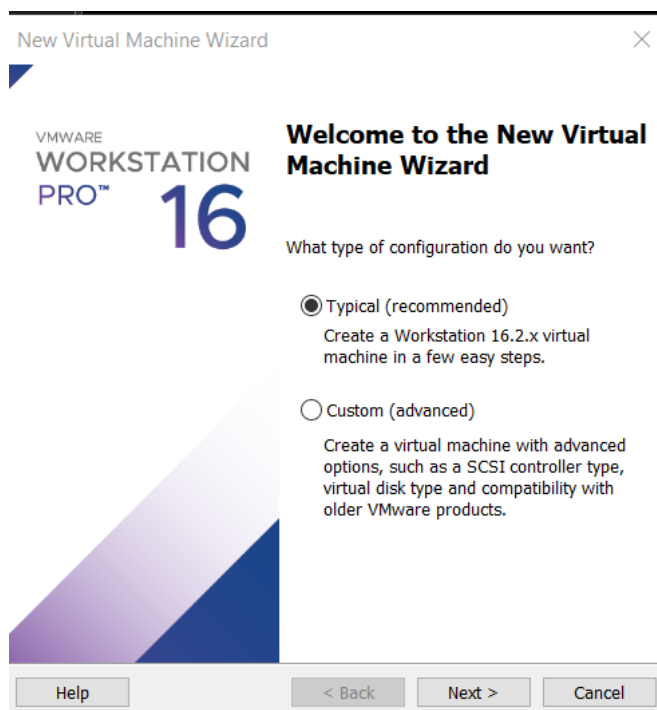 New Virtual Machine Wizard
VMWARE
WORKSTATION
PRO™ 16
Welcome to the New Virtual
Machine Wizard
What type of configuration do you want?
Typical (recommended)
Create a Workstation 16.2.x virtual
machine in a few easy steps.
Custom (advanced)
Create a virtual machine with advanced
options, such as a SCSI controller type,
virtual disk type and compatibility with
older VMware products.
Help < Back Next > Cancel